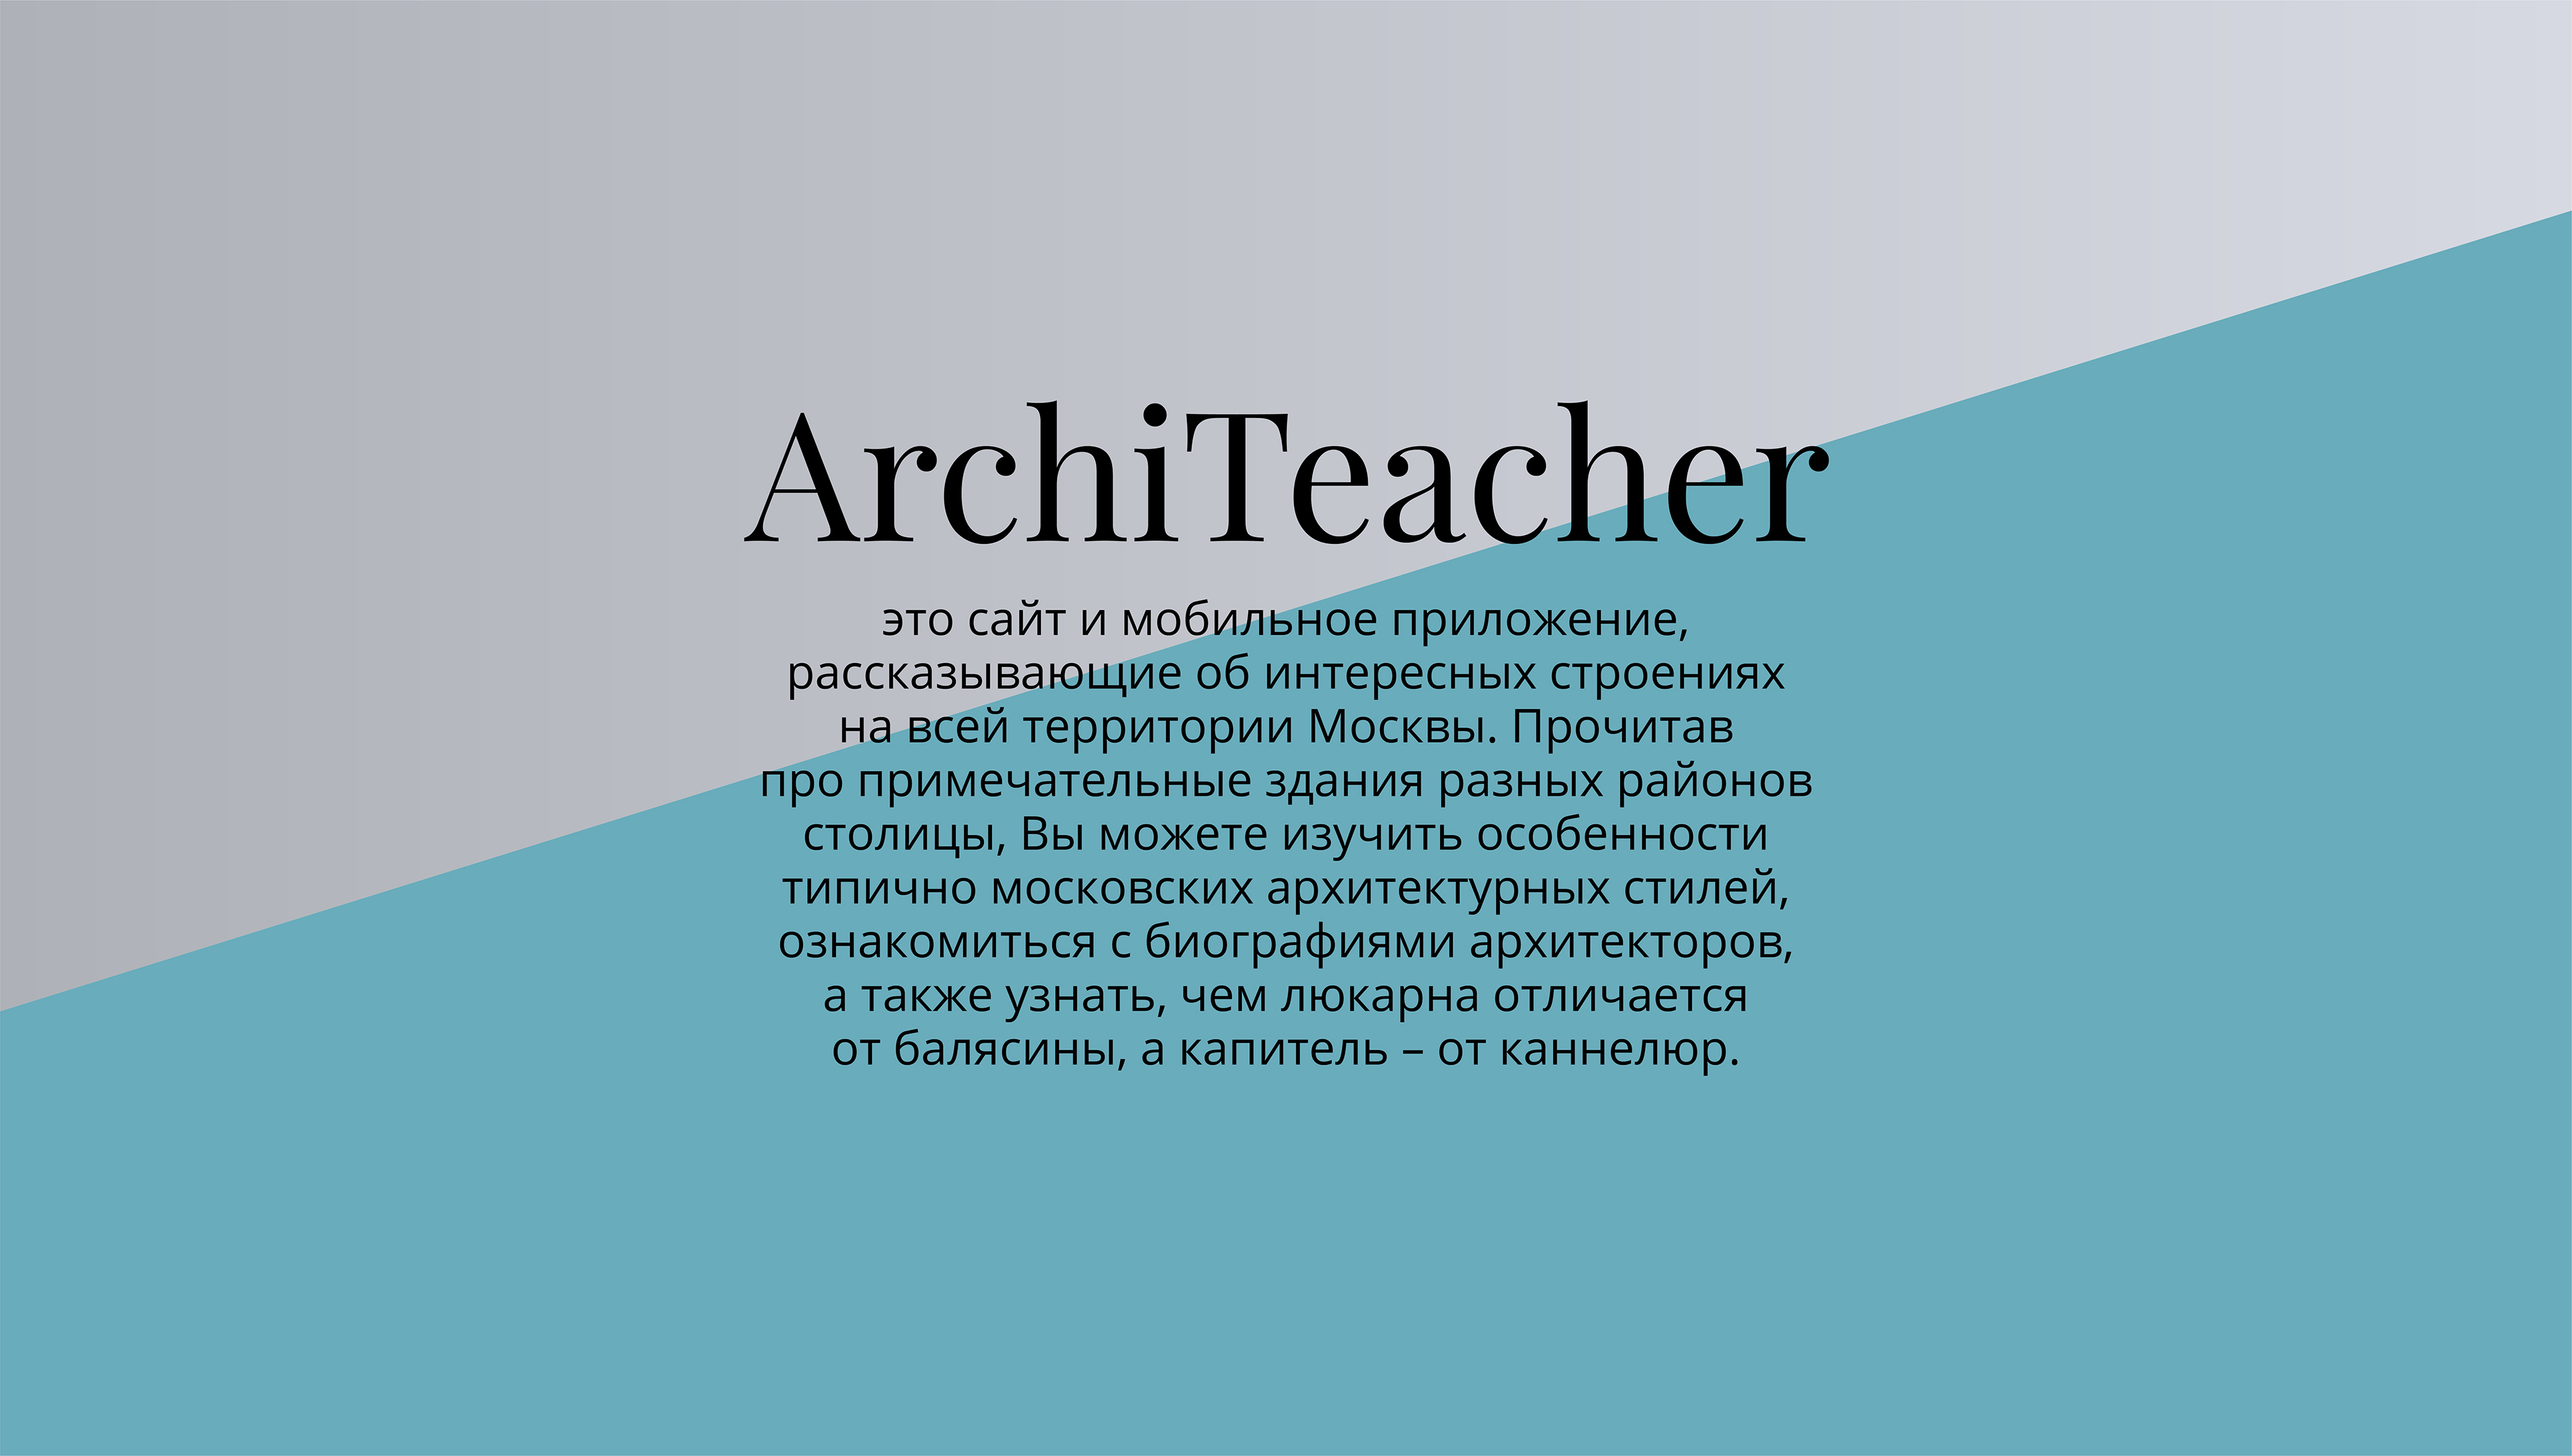 ArchiTeacher
это сайт и мобильное приложение,
рассказывающие об интересных строениях
на всей территории Москвы. Прочитав
про примечательные здания разных районов
столицы, Вы можете изучить особенности
типично московских архитектурных стилей,
ознакомиться с биографиями архитекторов,
а также узнать, чем люкарна отличается
от балясины, а капитель – от каннелюр.